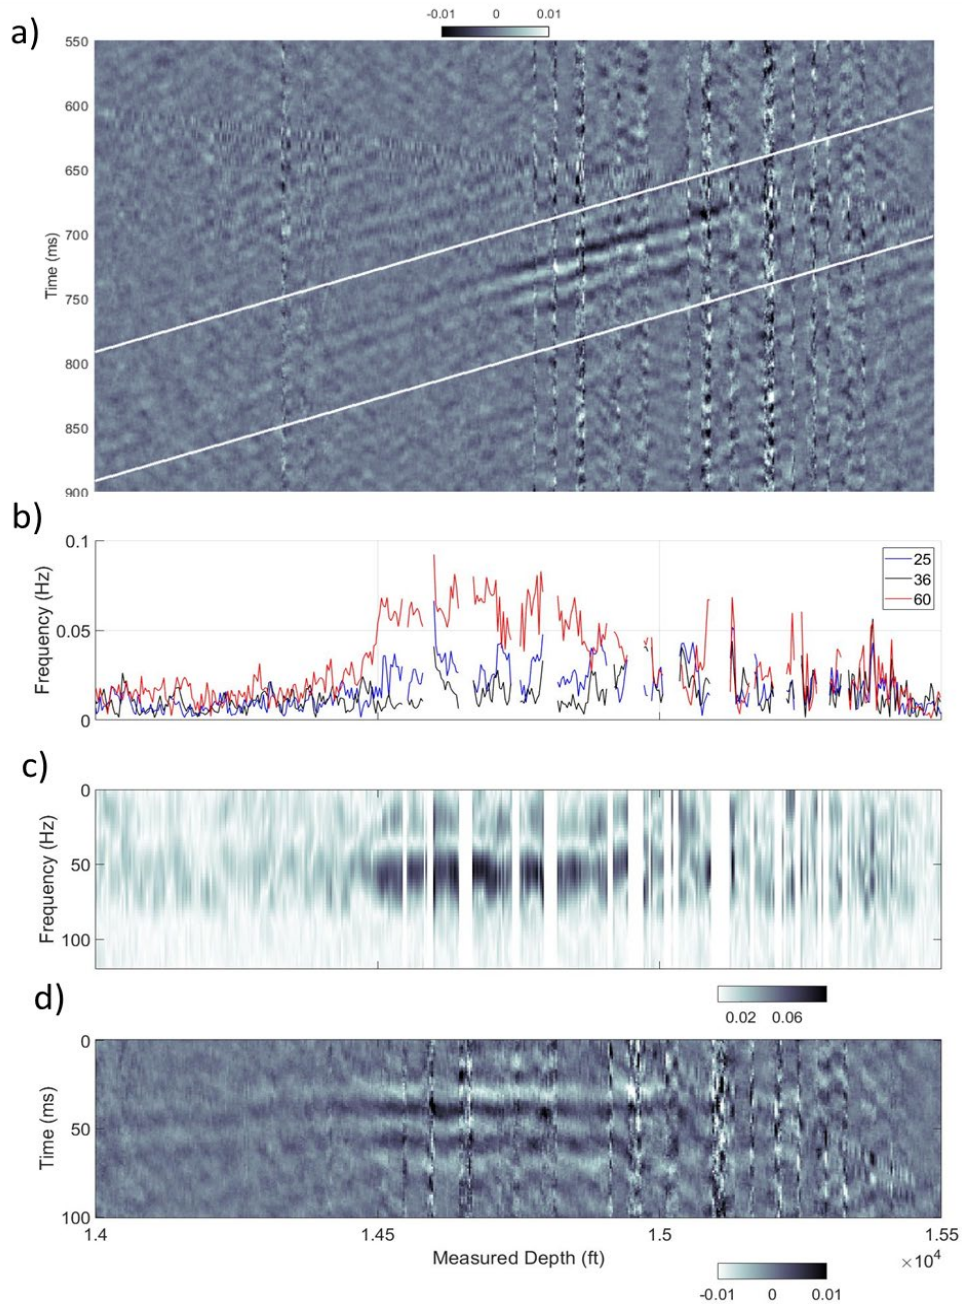 a)
-0.01 0 0.01
550
600
650
700
750
800
850
900
Time (ms)
b)
0.1
0.05
0
Frequency (Hz)
25
36
60
c)
0
50
100
Frequency (Hz)
0.02 0.06
d)
0
50
100
Time (ms)
1.4 1.45 1.5 1.55
Measured Depth (ft)
×10⁴
-0.01 0 0.01